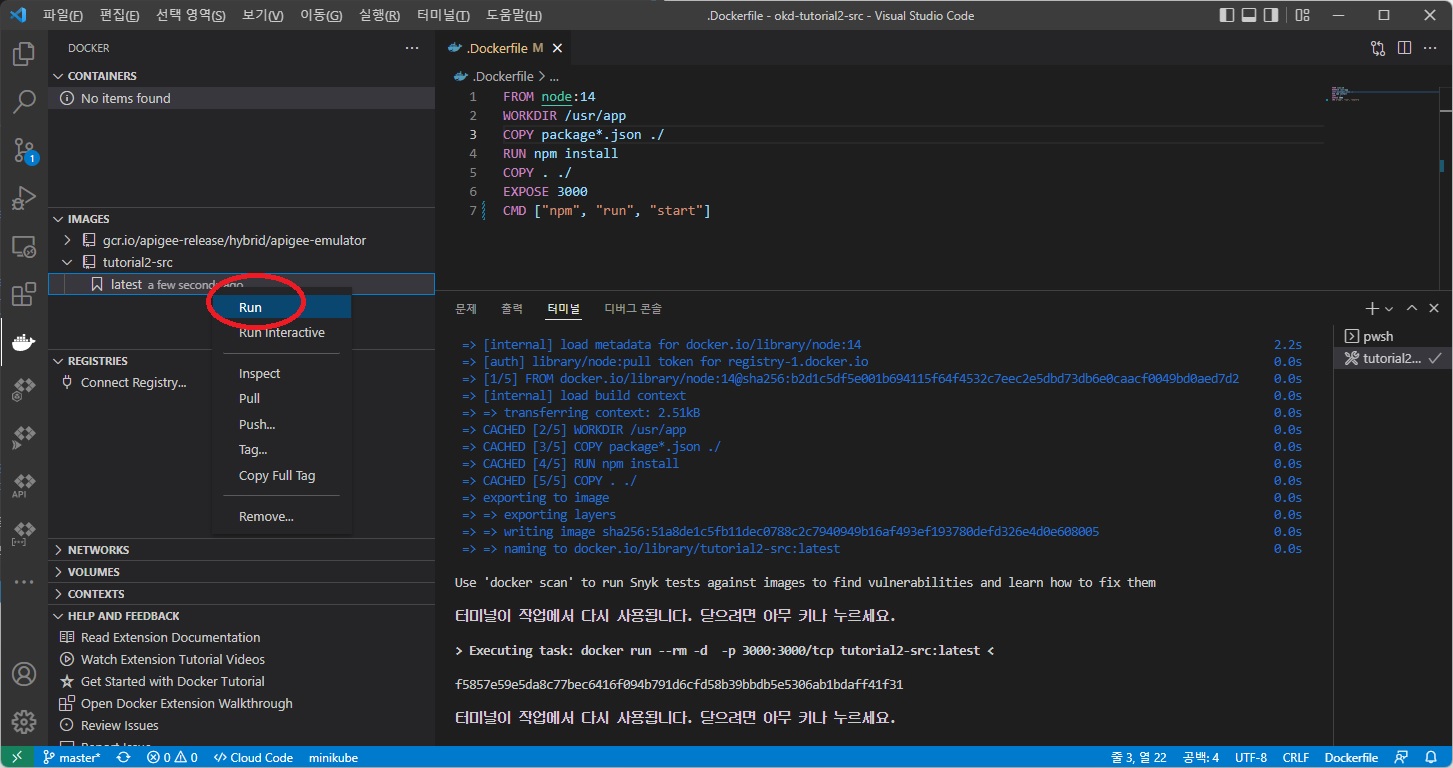 파일(F) 편집(E) 선택 영역(S) 보기(V) 이동(G) 실행(R) 터미널(T) 도움말(H) .Dockerfile - okd-tutorial2-src - Visual Studio Code
DOCKER ···
CONTAINERS
No items found
IMAGES
gcr.io/apigee-release/hybrid/apigee-emulator
tutorial2-src
latest a few seconds ago
Run
Run Interactive
Inspect
Pull
Push...
Tag...
Copy Full Tag
Remove...
REGISTRIES
Connect Registry...
NETWORKS
VOLUMES
CONTEXTS
HELP AND FEEDBACK
Read Extension Documentation
Watch Extension Tutorial Videos
Get Started with Docker Tutorial
Open Docker Extension Walkthrough
Review Issues
Report Issue
1
API
.Dockerfile M
.Dockerfile > ...
1 FROM node:14
2 WORKDIR /usr/app
3 COPY package*.json ./
4 RUN npm install
5 COPY . ./
6 EXPOSE 3000
7 CMD ["npm", "run", "start"]
문제 출력 터미널 디버그 콘솔
=> [internal] load metadata for docker.io/library/node:14 2.2s
=> [auth] library/node:pull token for registry-1.docker.io 0.0s
=> [1/5] FROM docker.io/library/node:14@sha256:b2d1c5df5e001b694115f64f4532c7eec2e5dbd73db6e0caacf0049bd0aed7d2 0.0s
=> [internal] load build context 0.0s
=> => transferring context: 2.51kB 0.0s
=> CACHED [2/5] WORKDIR /usr/app 0.0s
=> CACHED [3/5] COPY package*.json ./ 0.0s
=> CACHED [4/5] RUN npm install 0.0s
=> CACHED [5/5] COPY . ./ 0.0s
=> exporting to image 0.0s
=> => exporting layers 0.0s
=> => writing image sha256:51a8de1c5fb11dec0788c2c7940949b16af493ef193780defd326e4d0e608005 0.0s
=> => naming to docker.io/library/tutorial2-src:latest 0.0s
Use 'docker scan' to run Snyk tests against images to find vulnerabilities and learn how to fix them
터미널이 작업에서 다시 사용됩니다. 닫으려면 아무 키나 누르세요.
> Executing task: docker run --rm -d  -p 3000:3000/tcp tutorial2-src:latest <
f5857e59e5da8c77bec6416f094b791d6cfd58b39bbdb5e5306ab1bdaff41f31
터미널이 작업에서 다시 사용됩니다. 닫으려면 아무 키나 누르세요.
pwsh
tutorial2...
master* 0 0 Cloud Code minikube 줄 3, 열 22 공백: 4 UTF-8 CRLF Dockerfile